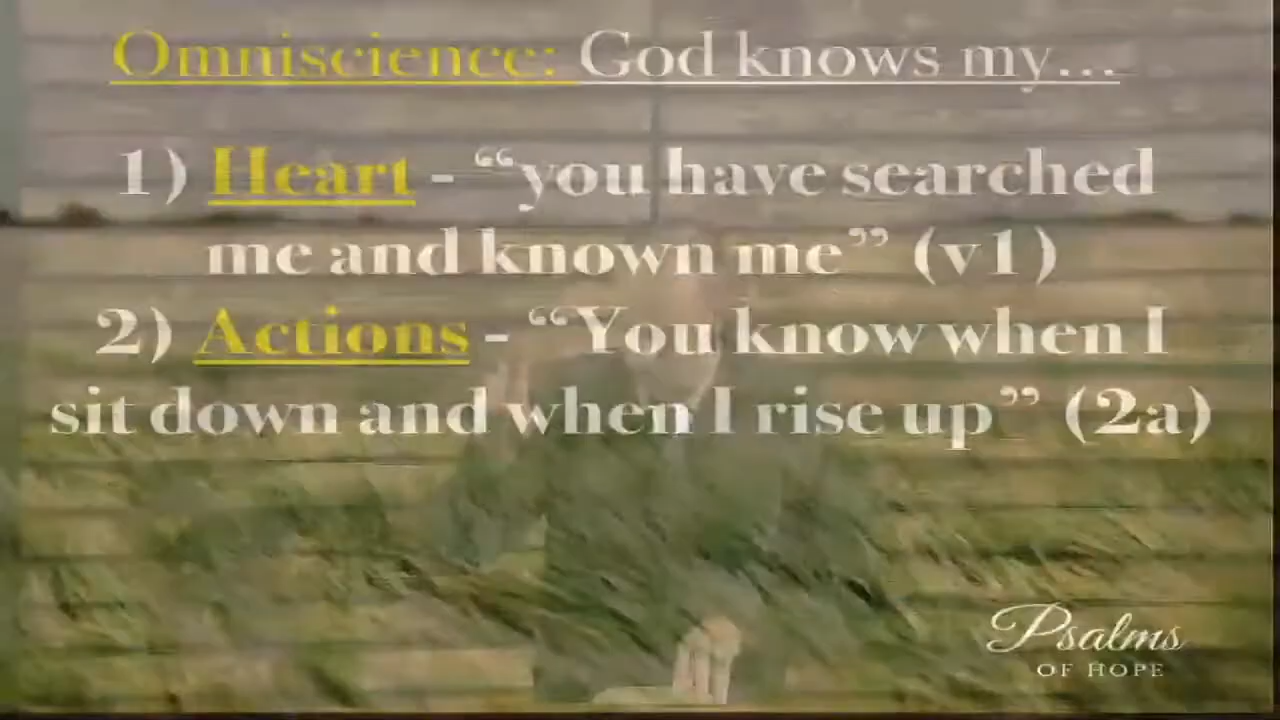 Omniscience: God knows my...
1) Heart - “you have searched
me and known me” (v1)
2) Actions - “You know when I
sit down and when I rise up” (2a)
Psalms
OF HOPE